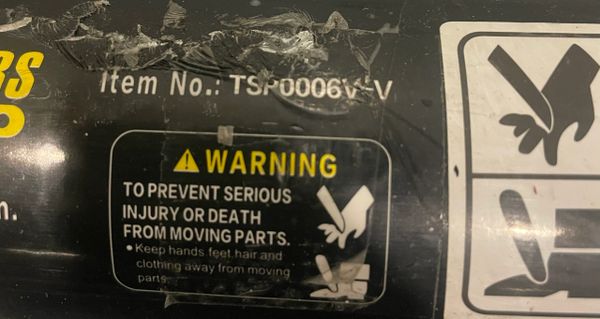 RS
Item No.: TSP0006V-V
WARNING
TO PREVENT SERIOUS
INJURY OR DEATH
FROM MOVING PARTS.
• Keep hands feet,hair and
clothing away from moving
parts.